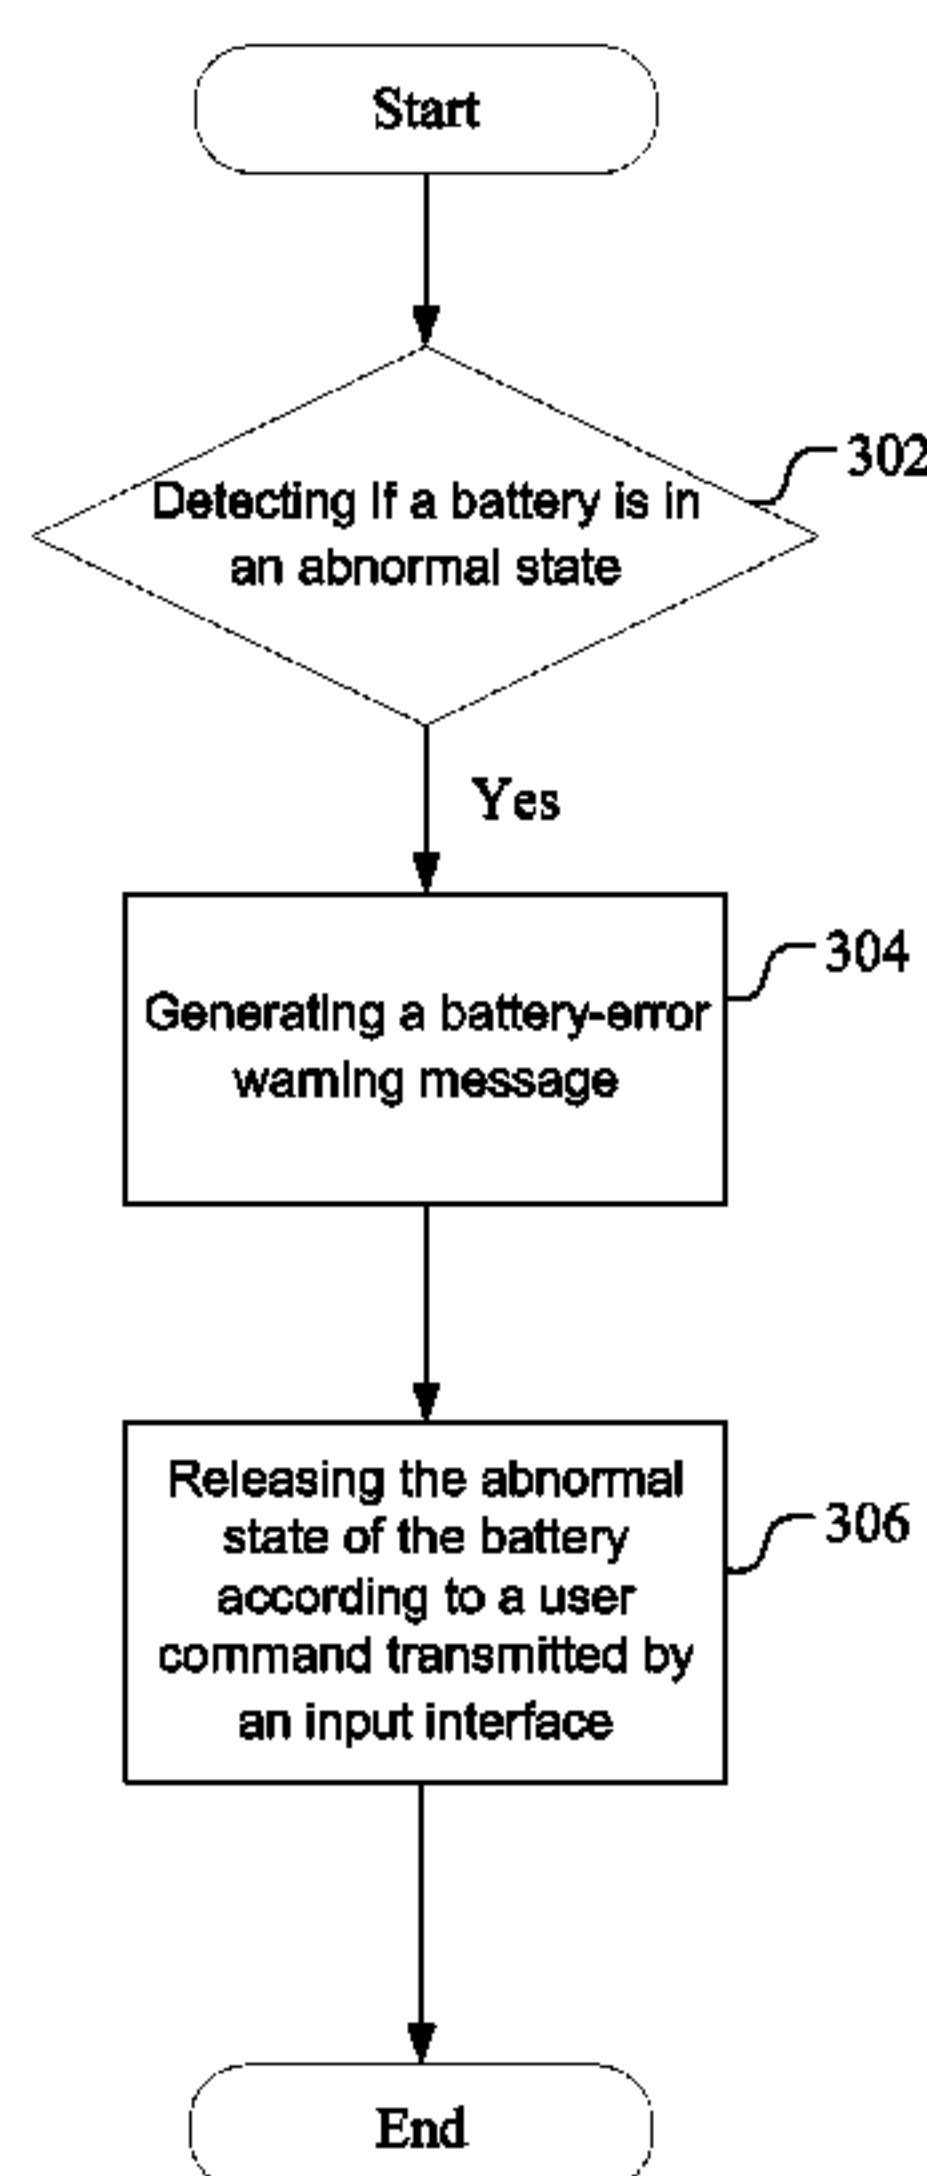 Start
302
Detecting If a battery is in
an abnormal state
Yes
304
Generating a battery-error
warning message
Releasing the abnormal
state of the battery
306
according to a user
command transmitted by
an input interface
End